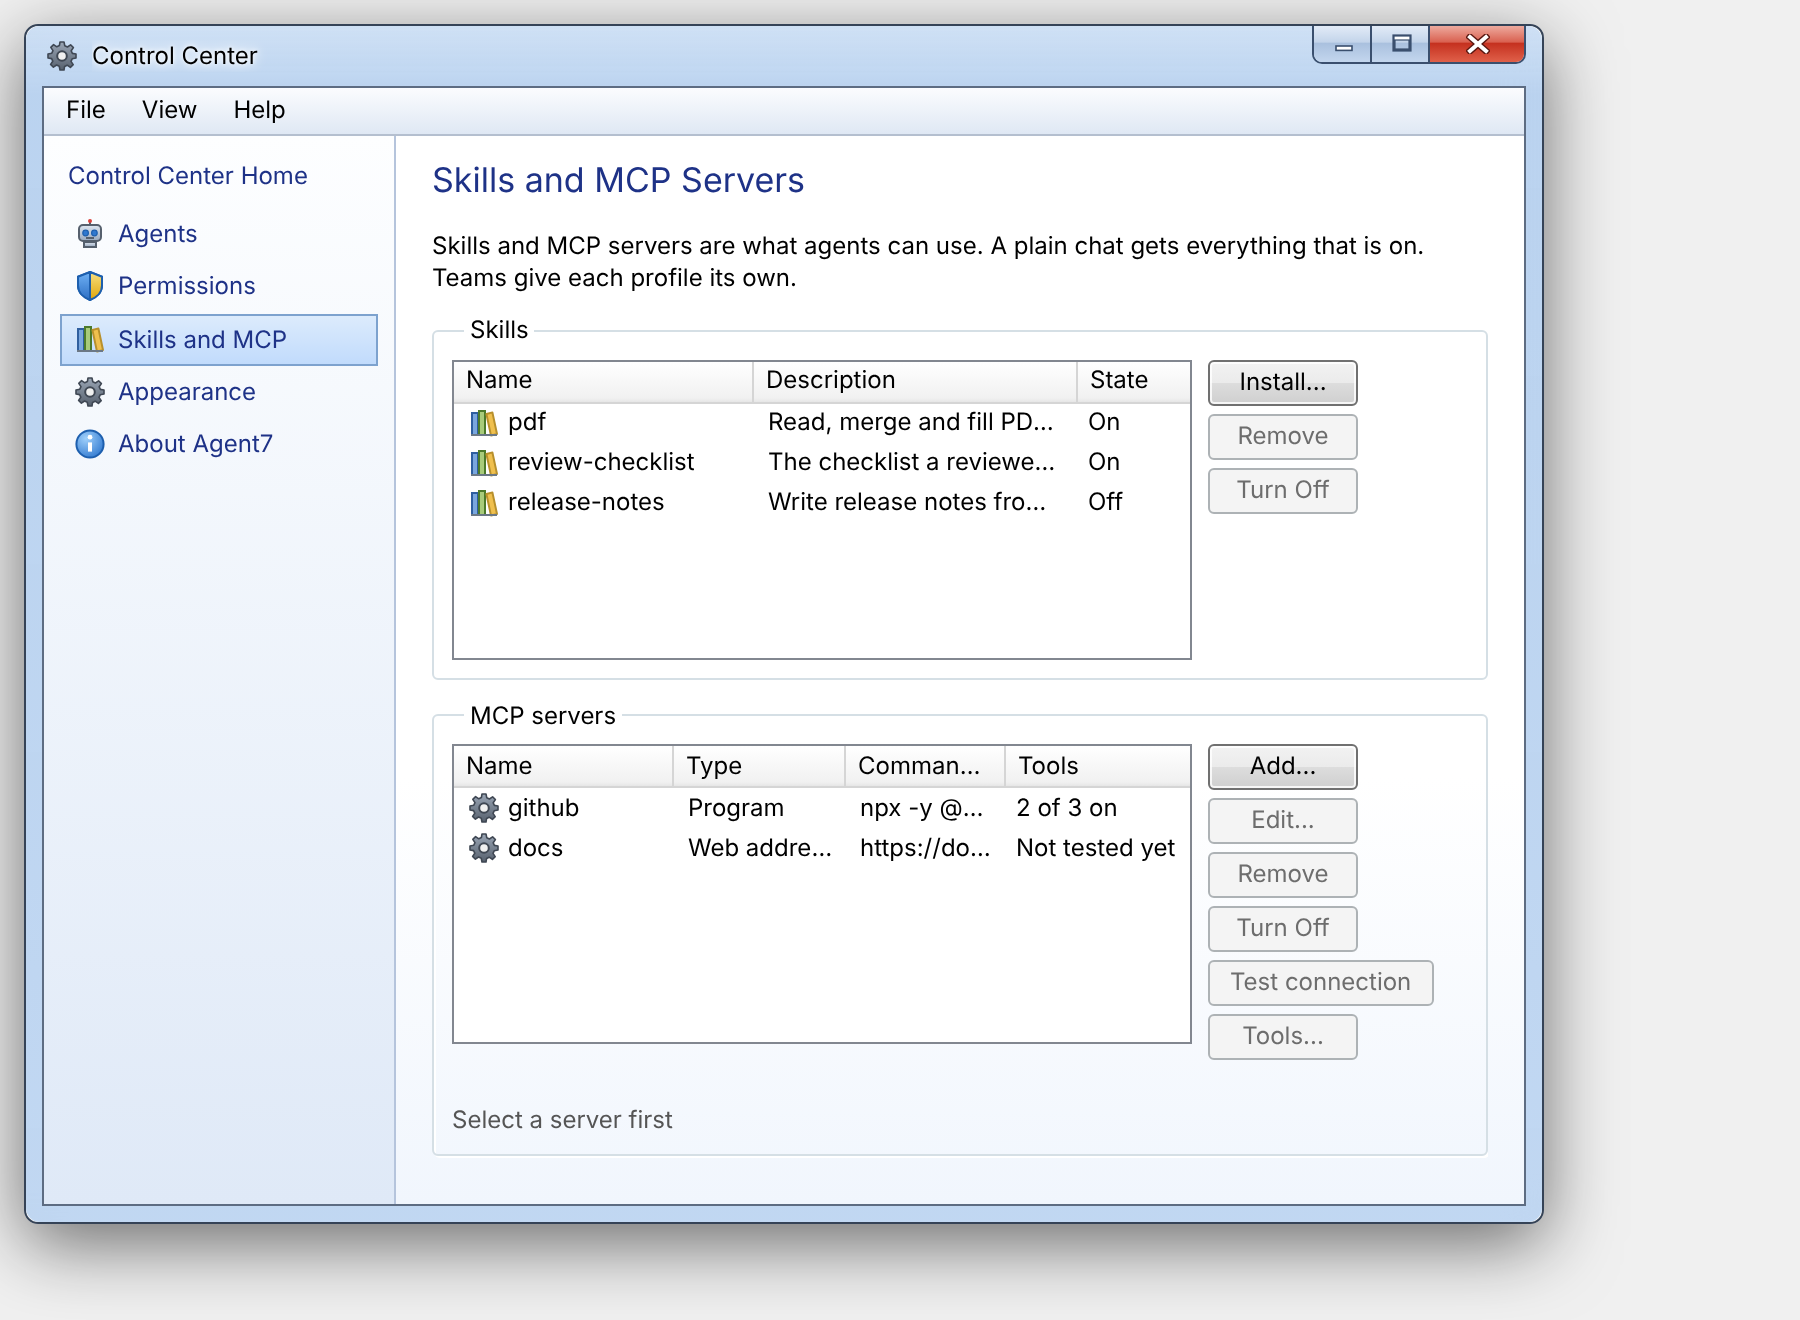 Control Center
File View Help
Control Center Home
Agents
Permissions
Skills and MCP
Appearance
About Agent7
Skills and MCP Servers
Skills and MCP servers are what agents can use. A plain chat gets everything that is on.
Teams give each profile its own.
Skills
Name Description State
pdf Read, merge and fill PD... On
review-checklist The checklist a reviewe... On
release-notes Write release notes fro... Off
Install...
Remove
Turn Off
MCP servers
Name Type Comman... Tools
github Program npx -y @... 2 of 3 on
docs Web addre... https://do... Not tested yet
Add...
Edit...
Remove
Turn Off
Test connection
Tools...
Select a server first